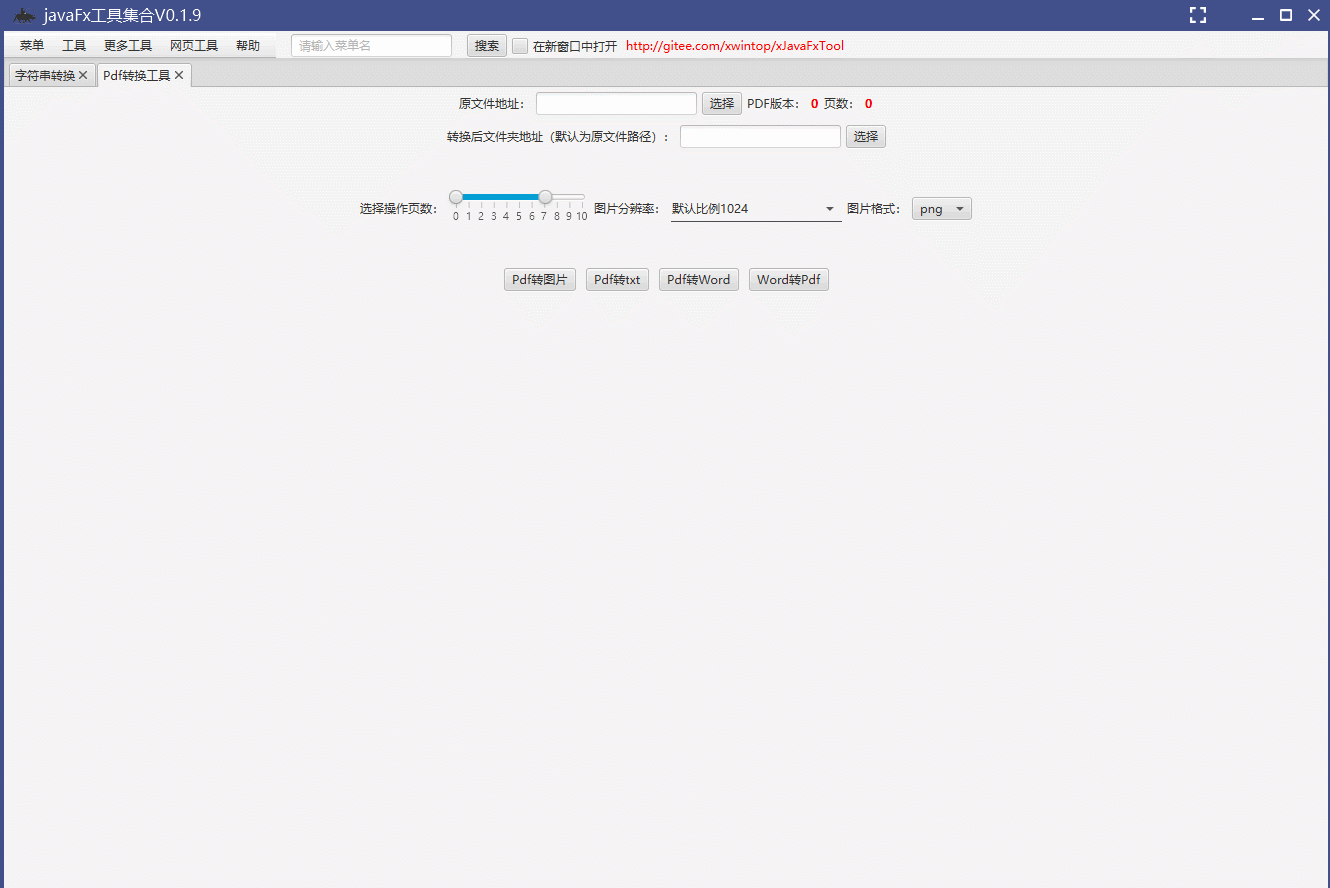 javaFx工具集合V0.1.9
菜单 工具 更多工具 网页工具 帮助 请输入菜单名 搜索 在新窗口中打开 http://gitee.com/xwintop/xJavaFxTool
字符串转换 Pdf转换工具
原文件地址： 选择 PDF版本： 0 页数： 0
转换后文件夹地址（默认为原文件路径）： 选择
选择操作页数： 0 1 2 3 4 5 6 7 8 9 10 图片分辨率： 默认比例1024 图片格式： png
Pdf转图片 Pdf转txt Pdf转Word Word转Pdf